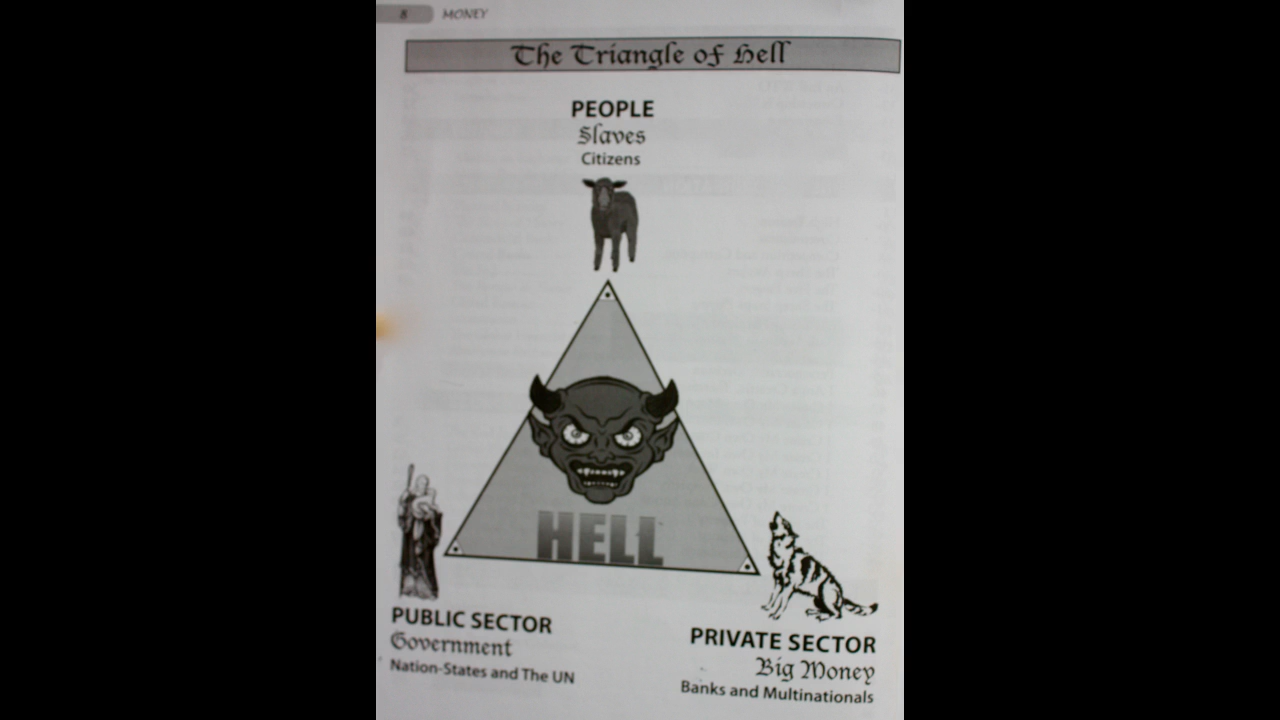 8 MONEY
The Triangle of Hell
PEOPLE
Slaves
Citizens
HELL
PUBLIC SECTOR
Government
Nation-States and The UN
PRIVATE SECTOR
Big Money
Banks and Multinationals